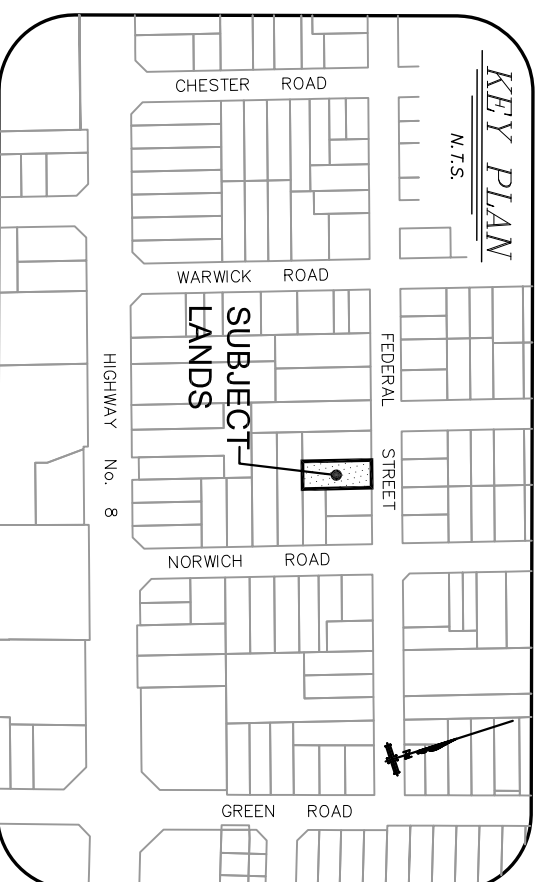 KEY PLAN
N.T.S.
CHESTER ROAD
WARWICK ROAD
SUBJECT
LANDS
FEDERAL STREET
HIGHWAY No. 8
NORWICH ROAD
N
GREEN ROAD